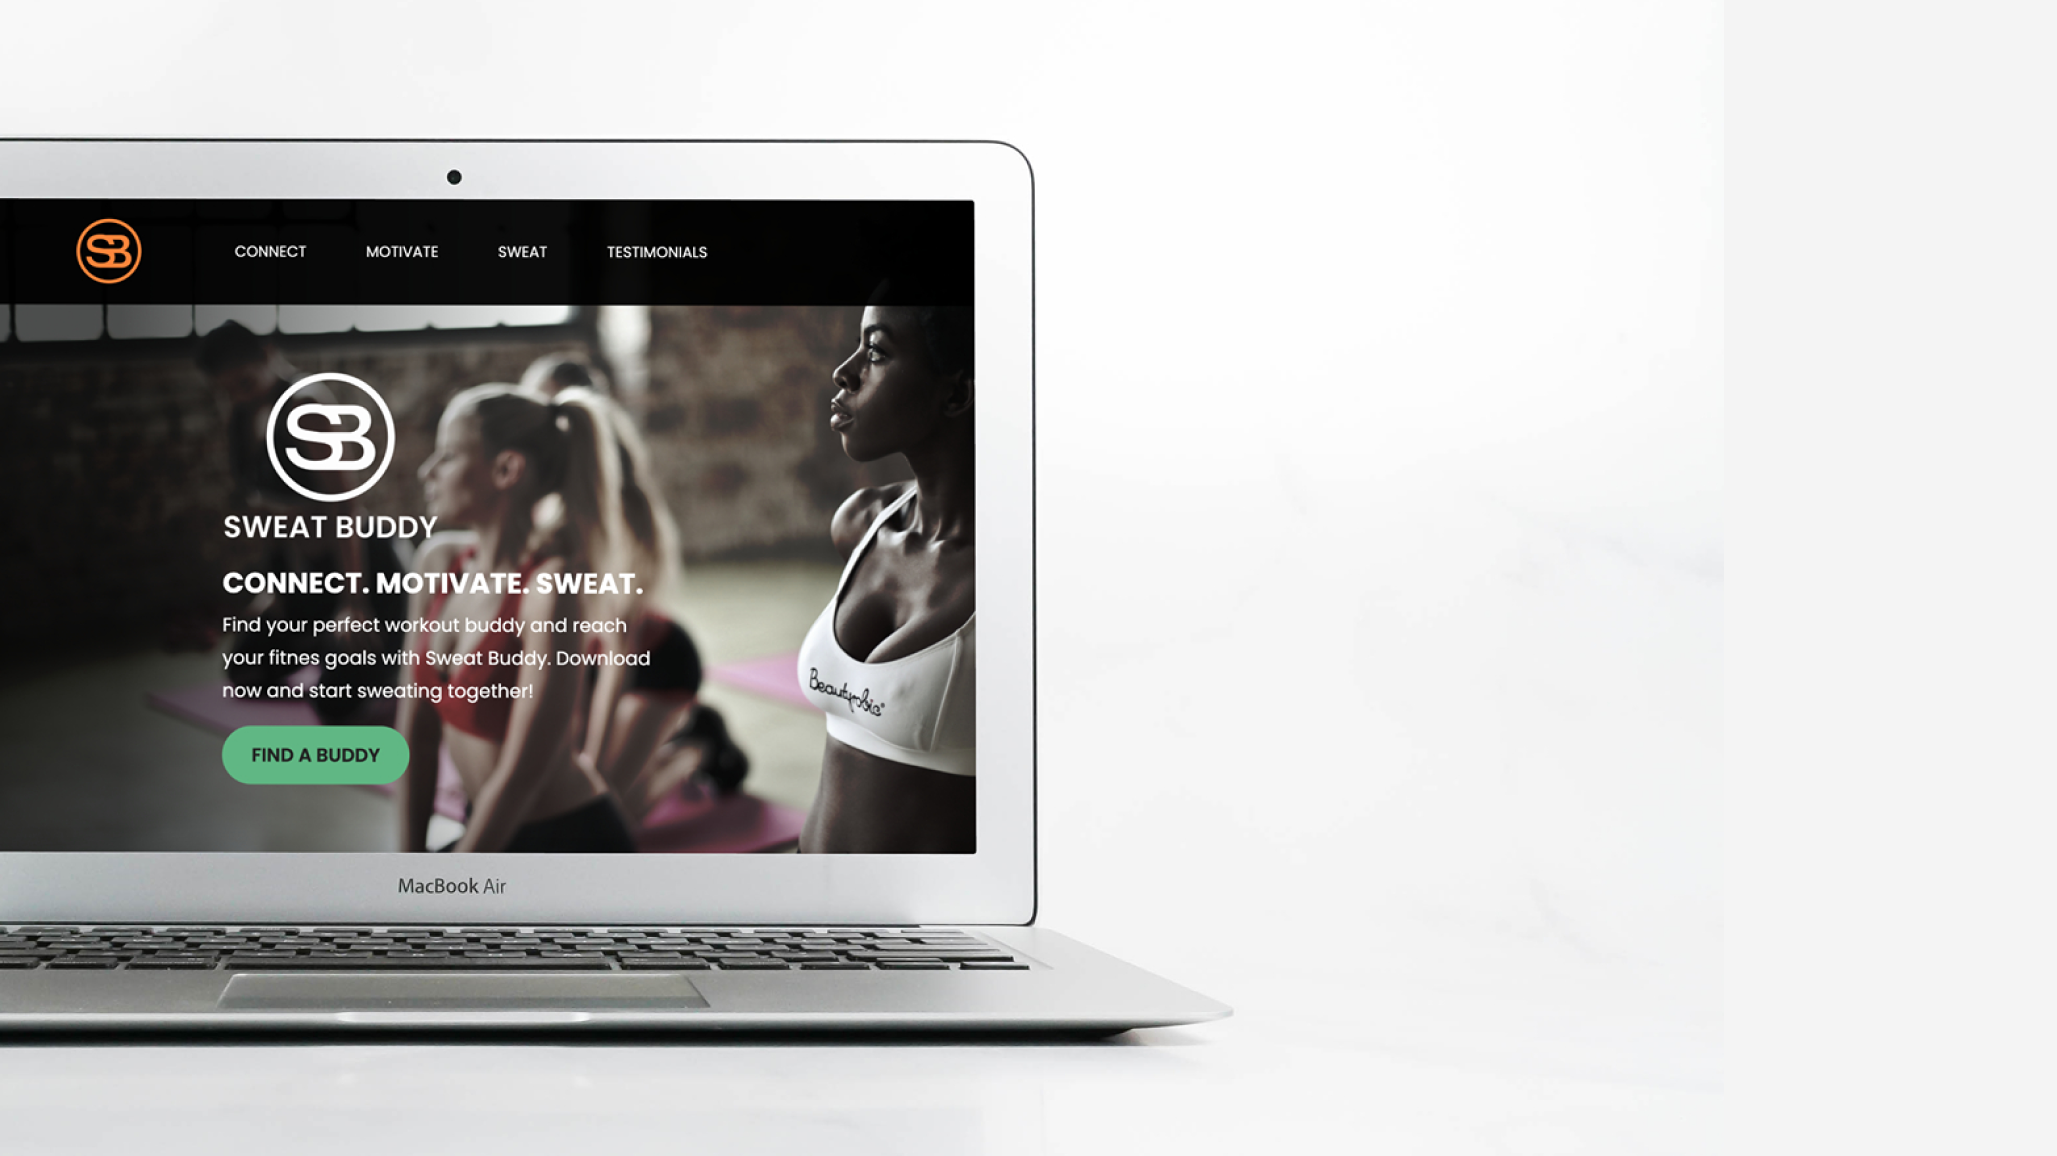 SB
CONNECT MOTIVATE SWEAT TESTIMONIALS
SB
SWEAT BUDDY
CONNECT. MOTIVATE. SWEAT.
Find your perfect workout buddy and reach
your fitnes goals with Sweat Buddy. Download
now and start sweating together!
FIND A BUDDY
Beautyrobic®
MacBook Air